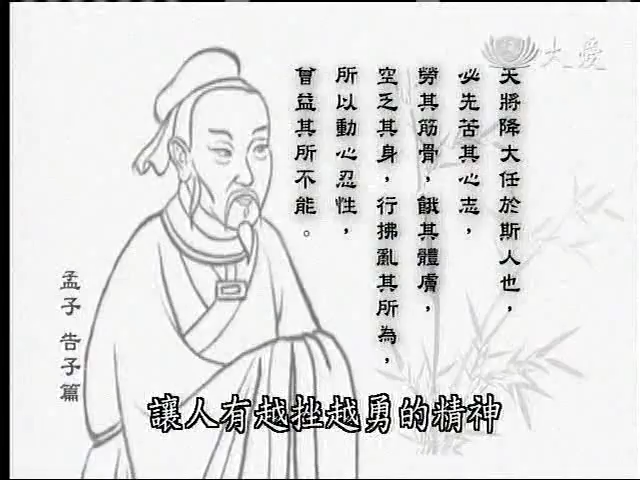 大愛
天將降大任於斯人也，
必先苦其心志，
勞其筋骨，餓其體膚，
空乏其身，行拂亂其所為，
所以動心忍性，
曾益其所不能。
孟子 告子篇
讓人有越挫越勇的精神